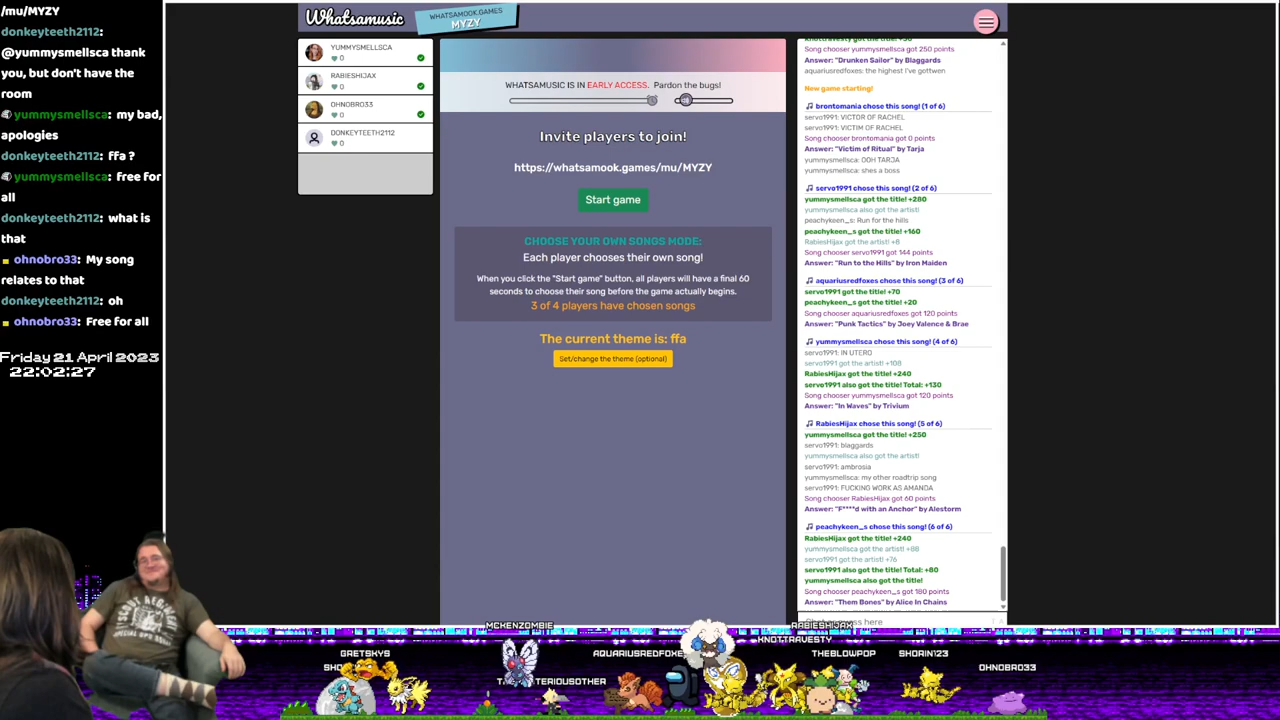 /mu/MYZY
donkeyteeth2112:
@yummymellsca thnk
you, but dont have a
room
yummysmellsca: my bad,
apologies
donkeyteeth2112: ffa ?
yummysmellsca: free for
all
donkeyteeth2112: what is
that
ohnobro33: My mom
related to that
donkeyteeth2112: oh
ohnobro33: Me when I
Friday 21 April 2023
22:02:27
Whatsamusic
WHATSAMOOK.GAMES
MYZY
YUMMYSMELLSCA
0
RABIESHIJAX
0
OHNOBRO33
0
DONKEYTEETH2112
0
WHATSAMUSIC IS IN EARLY ACCESS. Pardon the bugs!
Invite players to join!
https://whatsamook.games/mu/MYZY
Start game
CHOOSE YOUR OWN SONGS MODE:
Each player chooses their own song!
When you click the "Start game" button, all players will have a final 60
seconds to choose their song before the game actually begins.
3 of 4 players have chosen songs
The current theme is: ffa
Set/change the theme (optional)
Song chooser yummysmellsca got 250 points
Answer: "Drunken Sailor" by Blaggards
aquariusredfoxes: the highest I've gottwen
New game starting!
brontomania chose this song! (1 of 6)
servo1991: VICTOR OF RACHEL
servo1991: VICTIM OF RACHEL
Song chooser brontomania got 0 points
Answer: "Victim of Ritual" by Tarja
yummysmellsca: OOH TARJA
yummysmellsca: shes a boss
servo1991 chose this song! (2 of 6)
yummysmellsca got the title! +280
yummysmellsca also got the artist!
peachykeen_s: Run for the hills
peachykeen_s got the title! +160
RabiesHijax got the artist! +8
Song chooser servo1991 got 144 points
Answer: "Run to the Hills" by Iron Maiden
aquariusredfoxes chose this song! (3 of 6)
servo1991 got the title! +70
peachykeen_s got the title! +20
Song chooser aquariusredfoxes got 120 points
Answer: "Punk Tactics" by Joey Valence & Brae
yummysmellsca chose this song! (4 of 6)
servo1991: IN UTERO
servo1991 got the artist! +108
RabiesHijax got the title! +240
servo1991 also got the title! Total: +130
Song chooser yummysmellsca got 120 points
Answer: "In Waves" by Trivium
RabiesHijax chose this song! (5 of 6)
yummysmellsca got the title! +250
servo1991: blaggards
yummysmellsca also got the artist!
servo1991: ambrosia
yummysmellsca: my other roadtrip song
servo1991: FUCKING WORK AS AMANDA
Song chooser RabiesHijax got 60 points
Answer: "F****d with an Anchor" by Alestorm
peachykeen_s chose this song! (6 of 6)
RabiesHijax got the title! +240
yummysmellsca got the artist! +88
servo1991 got the artist! +76
servo1991 also got the title! Total: +80
yummysmellsca also got the title!
Song chooser peachykeen_s got 180 points
Answer: "Them Bones" by Alice In Chains
MCKENZOMBIE
RABIESHIJAX
KNOTTRAVESTY
GRETSKYS
AQUARIUSREDFOXE
THEBLOWPOP
SHORIN123
OHNOBRO33
TERIOUSOTHER